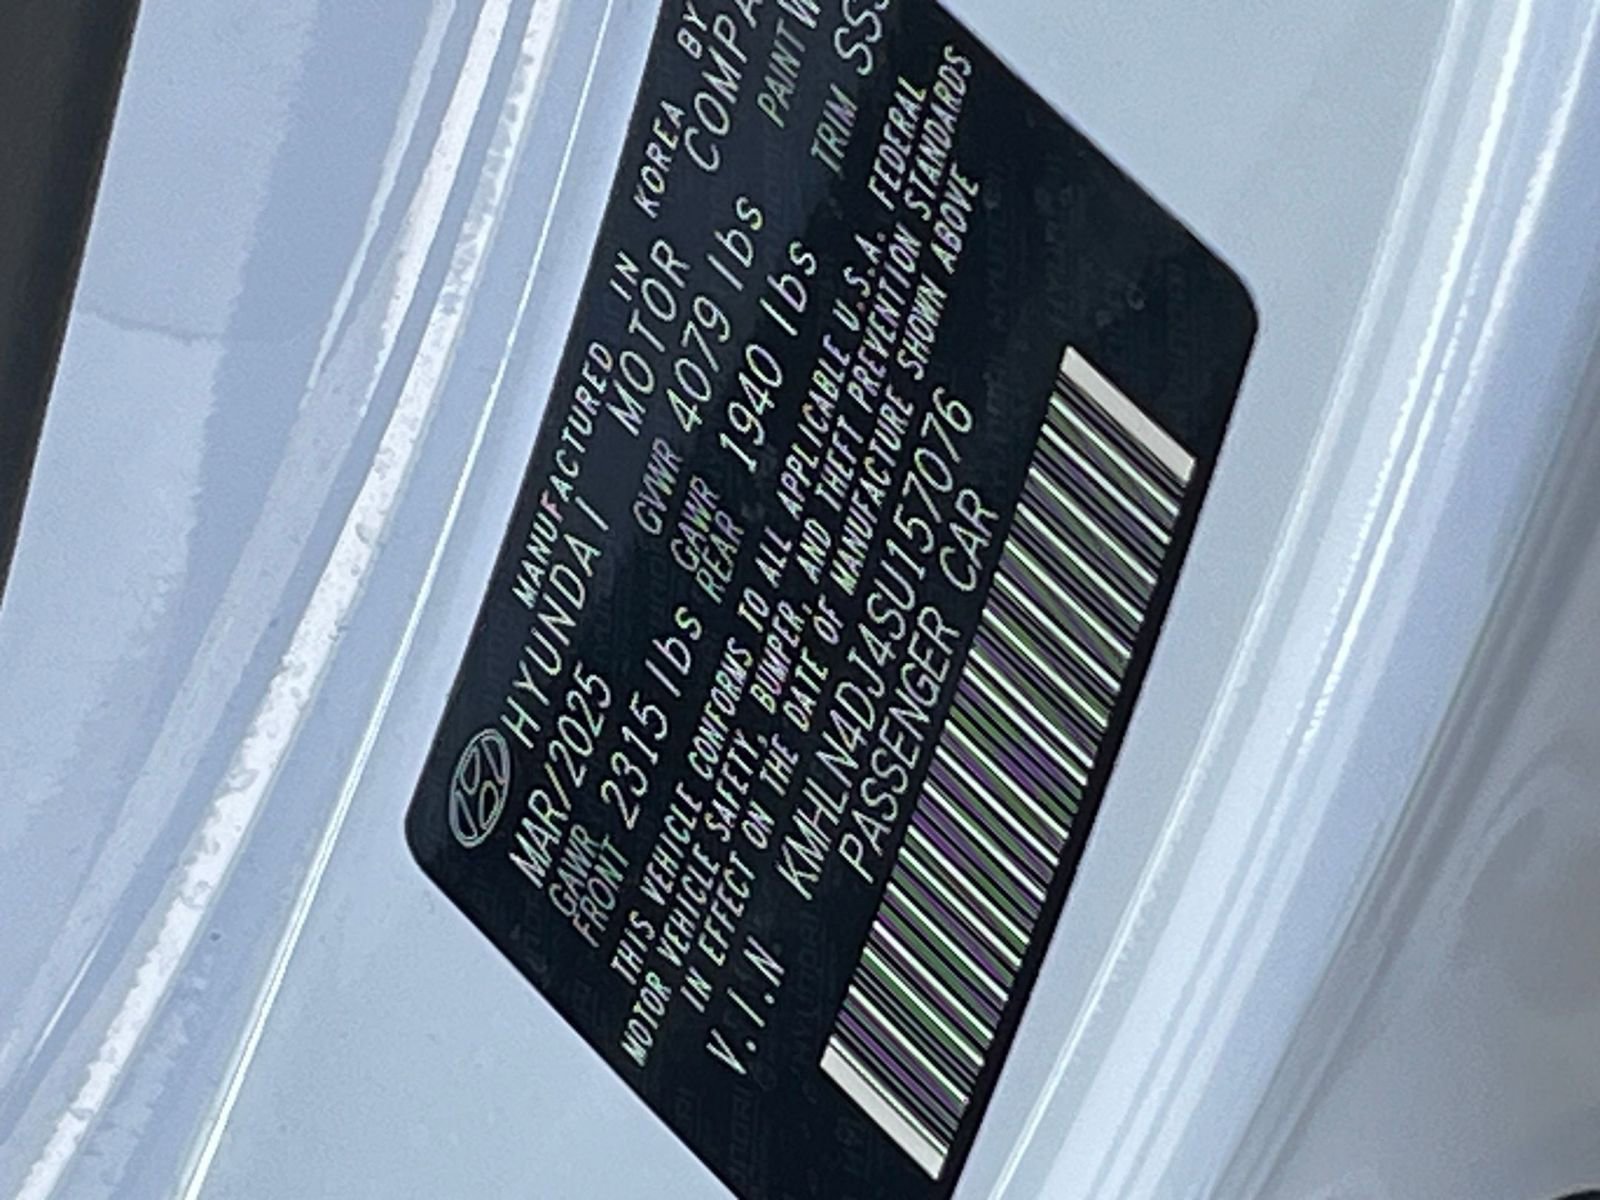 MANUFACTURED IN KOREA BY
HYUNDAI MOTOR
MAR/2025 GVWR 4079 lbs PAINT
GAWR FRONT 2315 lbs GAWR REAR 1940 lbs TRIM
THIS VEHICLE CONFORMS TO ALL APPLICABLE U.S.A. FEDERAL
MOTOR VEHICLE SAFETY, BUMPER, AND THEFT PREVENTION STANDARDS
IN EFFECT ON THE DATE OF MANUFACTURE SHOWN ABOVE
V.I.N KMHLN4DJ4SU157076
PASSENGER CAR